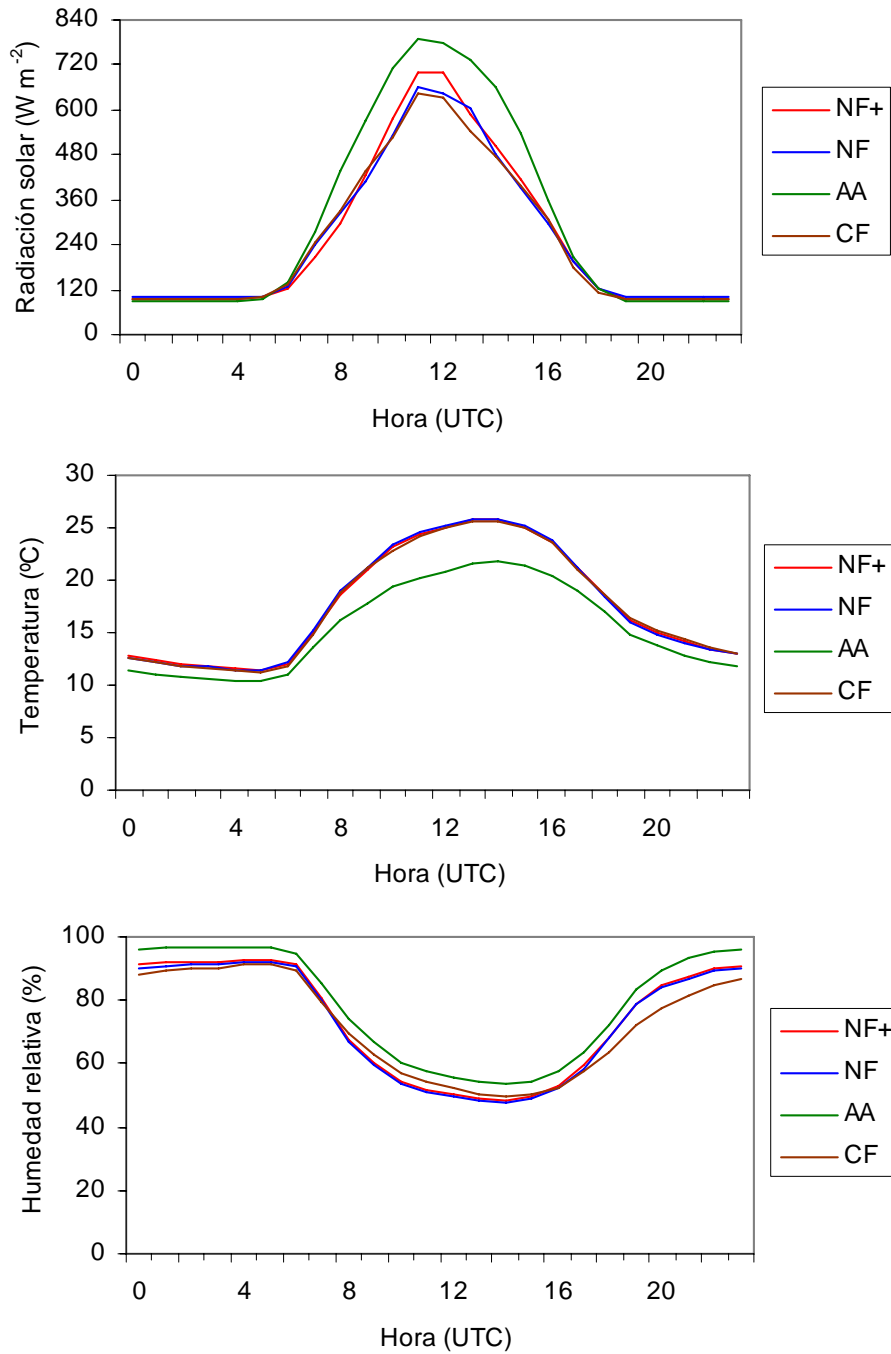 840
720
600
480
360
240
120
0
Radiación solar (W m-2)
0 4 8 12 16 20
Hora (UTC)
NF+
NF
AA
CF
30
25
20
15
10
5
0
Temperatura (ºC)
0 4 8 12 16 20
Hora (UTC)
NF+
NF
AA
CF
100
80
60
40
20
0
Humedad relativa (%)
0 4 8 12 16 20
Hora (UTC)
NF+
NF
AA
CF